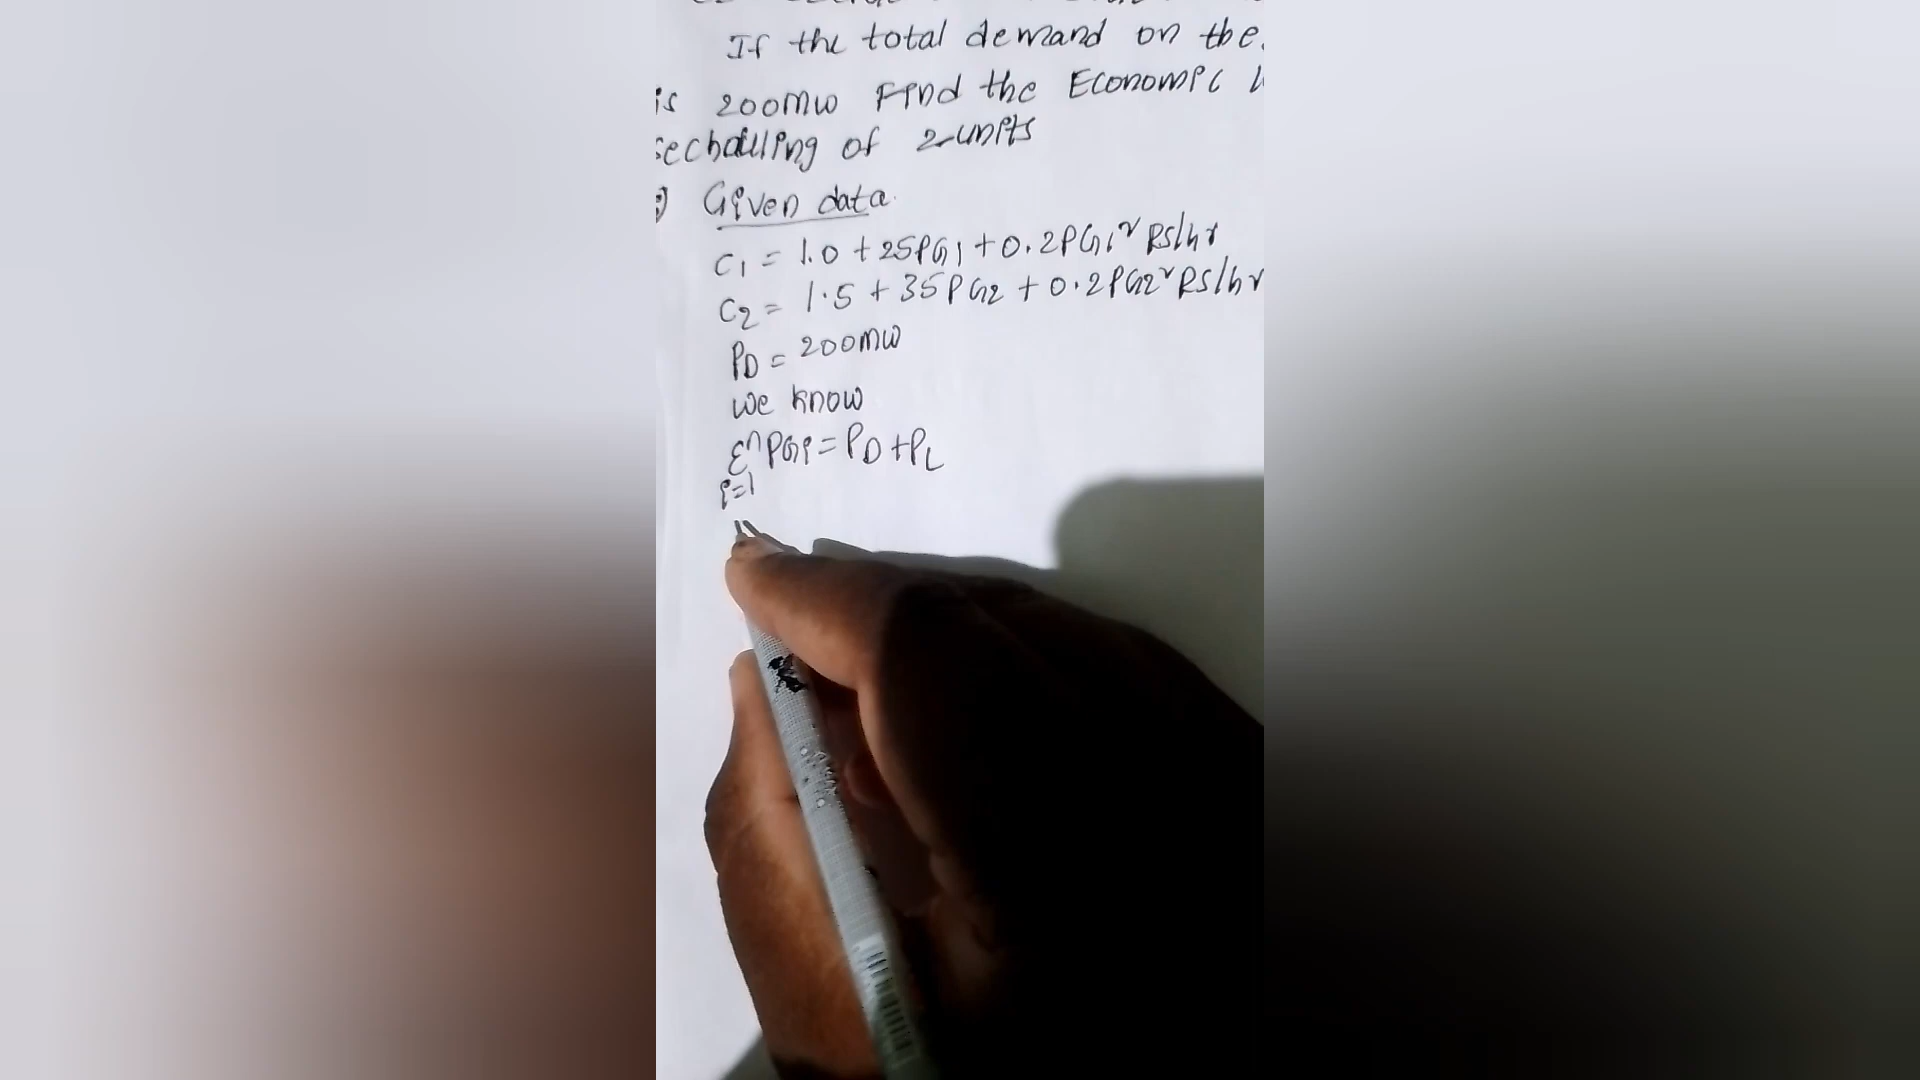 If the total demand on the
is 200MW Find the Economic
sechdulling of 2-units
Given data
C1 = 1.0 + 25PG1 + 0.2PG1² RS/hr
C2 = 1.5 + 35PG2 + 0.2PG2² RS/hr
PD = 200MW
we know
Σⁿ PGi = PD + PL
i=1